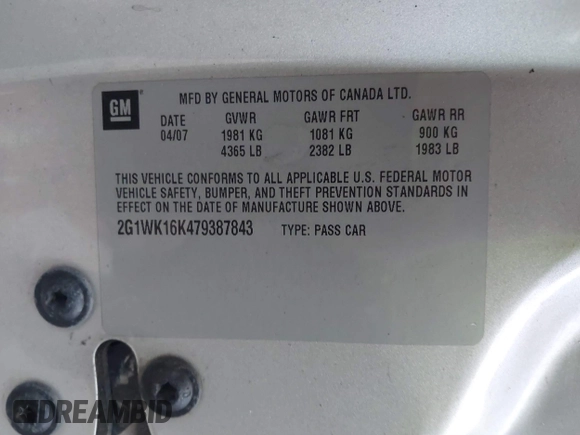 GM
MFD BY GENERAL MOTORS OF CANADA LTD.
DATE GVWR GAWR FRT GAWR RR
04/07 1981 KG 1081 KG 900 KG
4365 LB 2382 LB 1983 LB
THIS VEHICLE CONFORMS TO ALL APPLICABLE U.S. FEDERAL MOTOR
VEHICLE SAFETY, BUMPER, AND THEFT PREVENTION STANDARDS IN
EFFECT ON THE DATE OF MANUFACTURE SHOWN ABOVE.
2G1WK16K479387843 TYPE: PASS CAR
DREAMBID